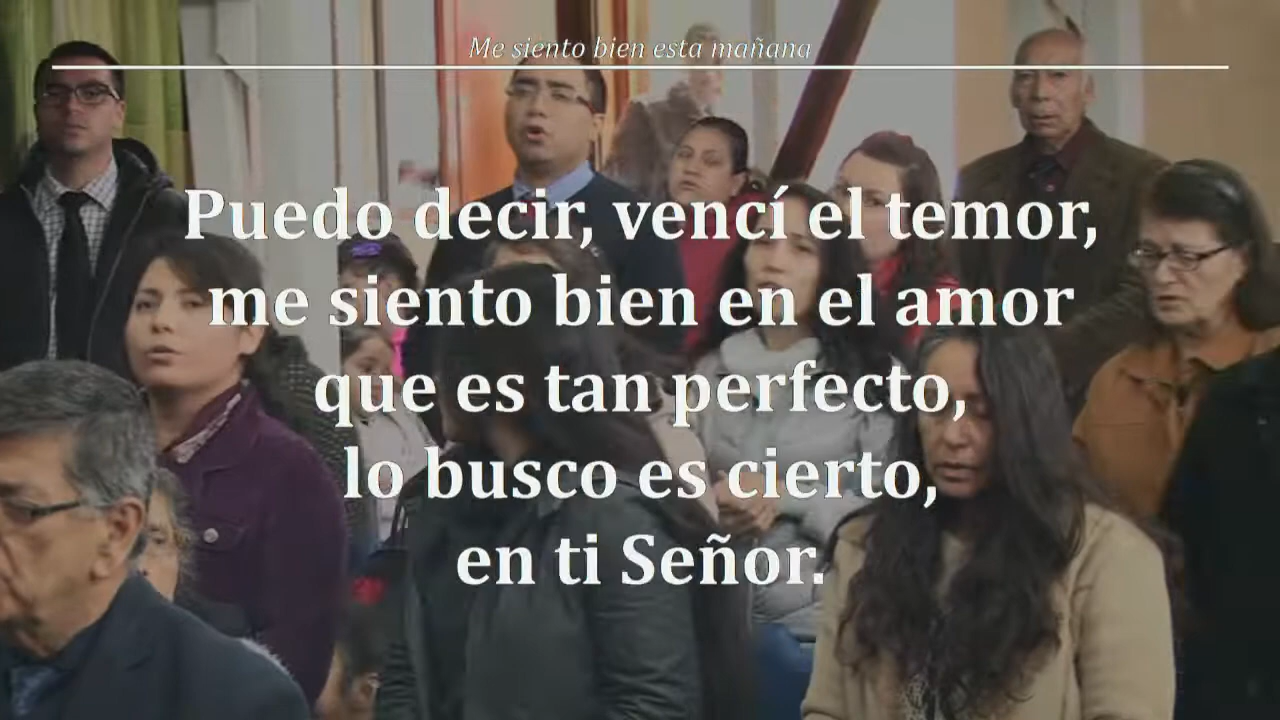 Me siento bien esta mañana
Puedo decir, vencí el temor,
me siento bien en el amor
que es tan perfecto,
lo busco es cierto,
en ti Señor.